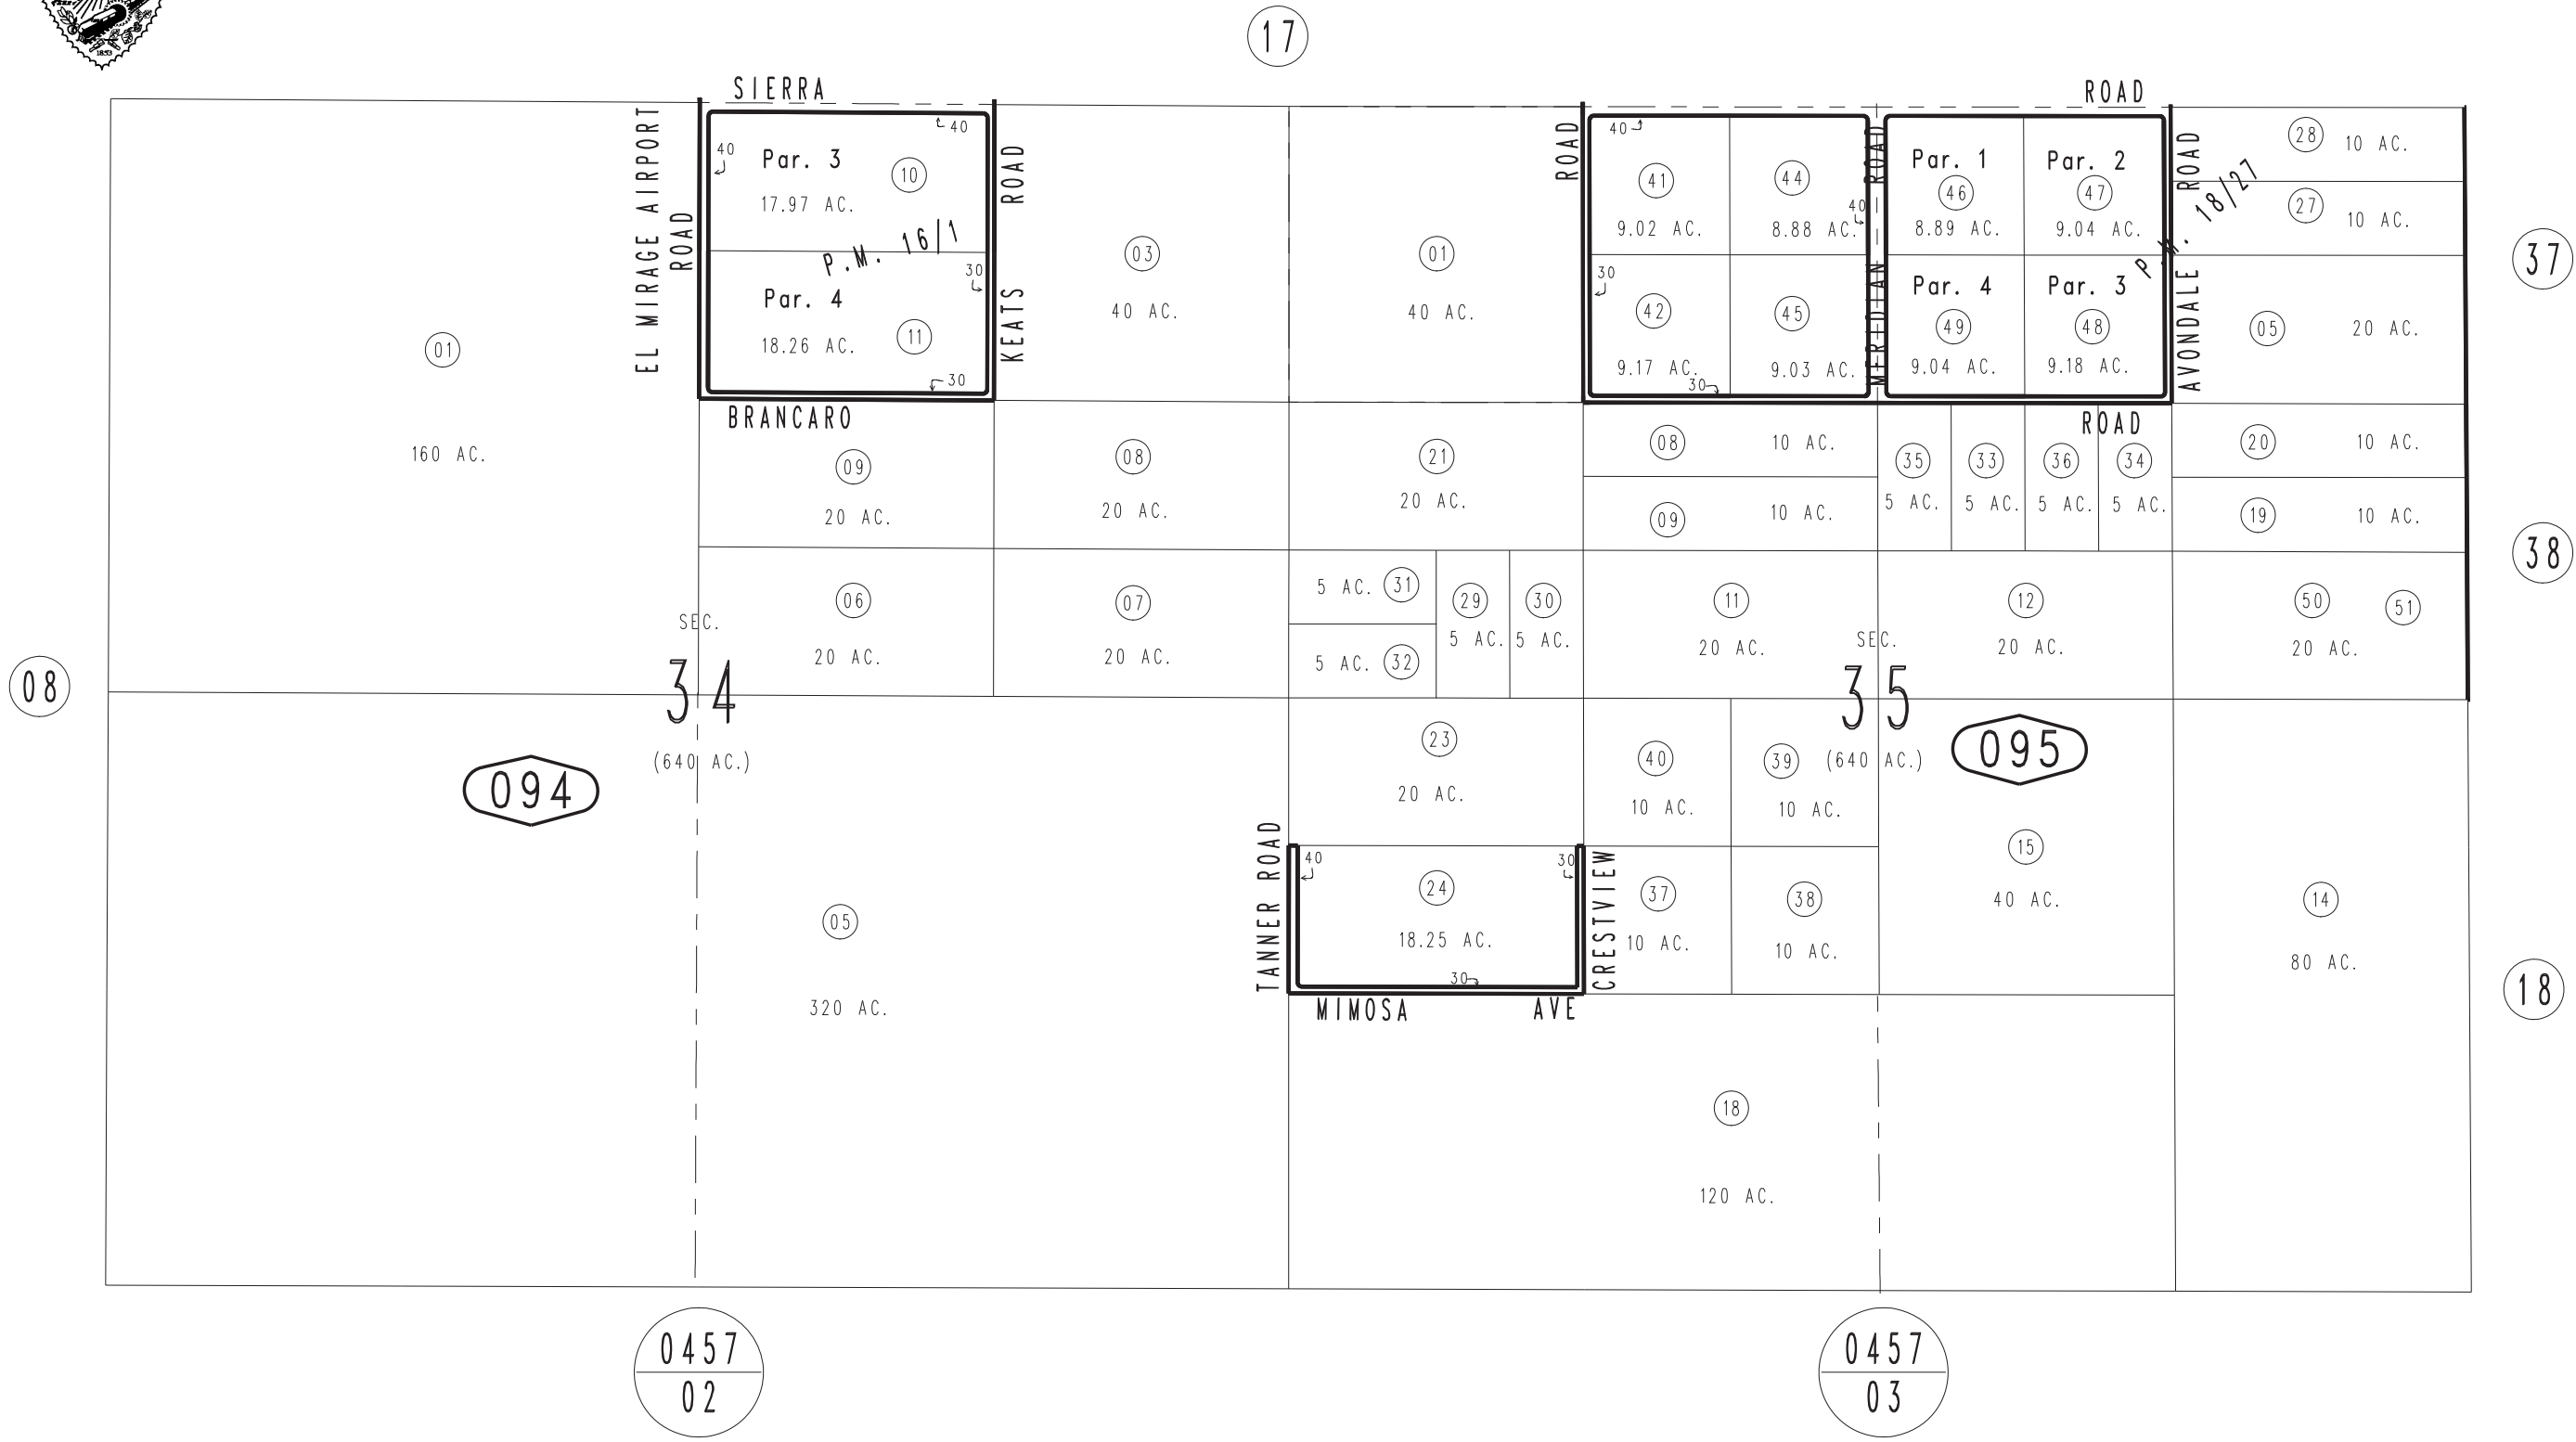 1853
17
SIERRA
ROAD
EL MIRAGE AIRPORT
ROAD
40
40
Par. 3
10
17.97 AC.
P.M. 16/1
30
Par. 4
11
18.26 AC.
30
KEATS ROAD
BRANCARO
03
40 AC.
01
40 AC.
ROAD
40
41
9.02 AC.
44
8.88 AC.
40
30
42
9.17 AC.
45
9.03 AC.
30
MERIDIAN ROAD
Par. 1
46
8.89 AC.
Par. 2
47
9.04 AC.
Par. 4
49
9.04 AC.
Par. 3
48
9.18 AC.
P.M. 18/27
AVONDALE ROAD
ROAD
28
10 AC.
27
10 AC.
05
20 AC.
37
01
160 AC.
09
20 AC.
08
20 AC.
21
20 AC.
08
10 AC.
09
10 AC.
35
5 AC.
33
5 AC.
36
5 AC.
34
5 AC.
20
10 AC.
19
10 AC.
38
06
20 AC.
07
20 AC.
5 AC. 31
5 AC. 32
29
5 AC.
30
5 AC.
11
20 AC.
12
20 AC.
50
51
20 AC.
08
SEC.
34
(640 AC.)
094
SEC.
35
(640 AC.)
095
23
20 AC.
40
10 AC.
39
10 AC.
TANNER ROAD
40
30
24
18.25 AC.
30
CRESTVIEW
37
10 AC.
38
10 AC.
15
40 AC.
14
80 AC.
18
MIMOSA AVE
05
320 AC.
18
120 AC.
0457
02
0457
03